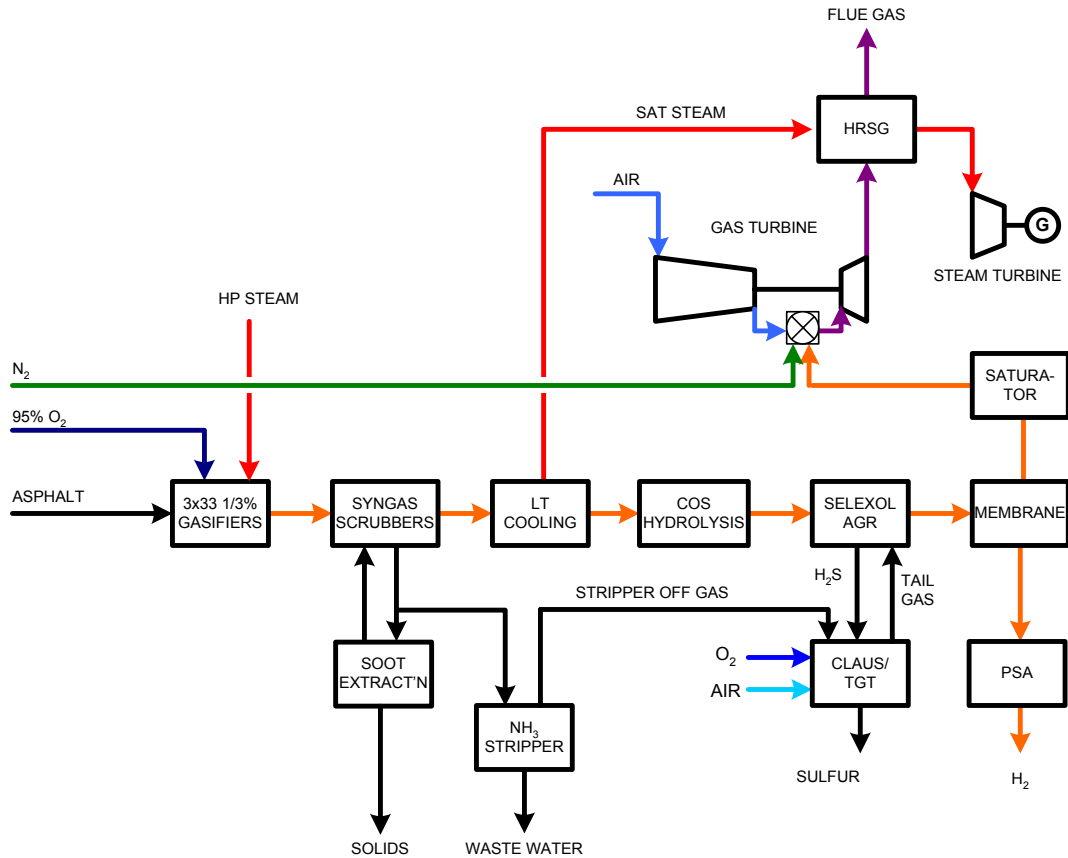 FLUE GAS
SAT STEAM
HRSG
AIR
GAS TURBINE
G
STEAM TURBINE
HP STEAM
N₂
SATURA-
TOR
95% O₂
ASPHALT
3x33 1/3%
GASIFIERS
SYNGAS
SCRUBBERS
LT
COOLING
COS
HYDROLYSIS
SELEXOL
AGR
MEMBRANE
H₂S
TAIL
GAS
STRIPPER OFF GAS
SOOT
EXTRACT'N
O₂
AIR
CLAUS/
TGT
PSA
NH₃
STRIPPER
SULFUR
H₂
SOLIDS
WASTE WATER